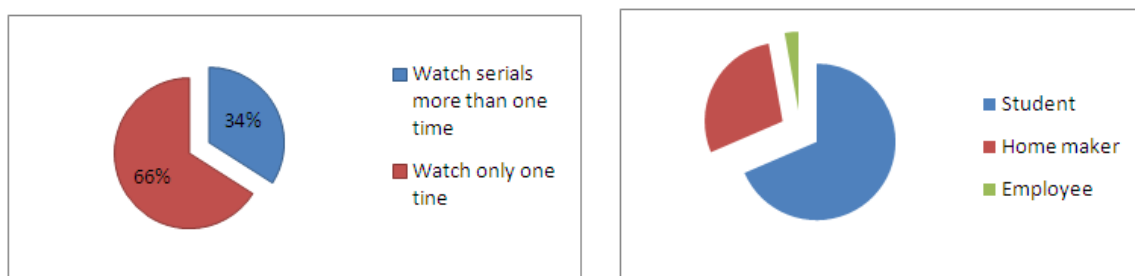 34%
66%
Watch serials
more than one
time
Watch only one
tine
Student
Home maker
Employee